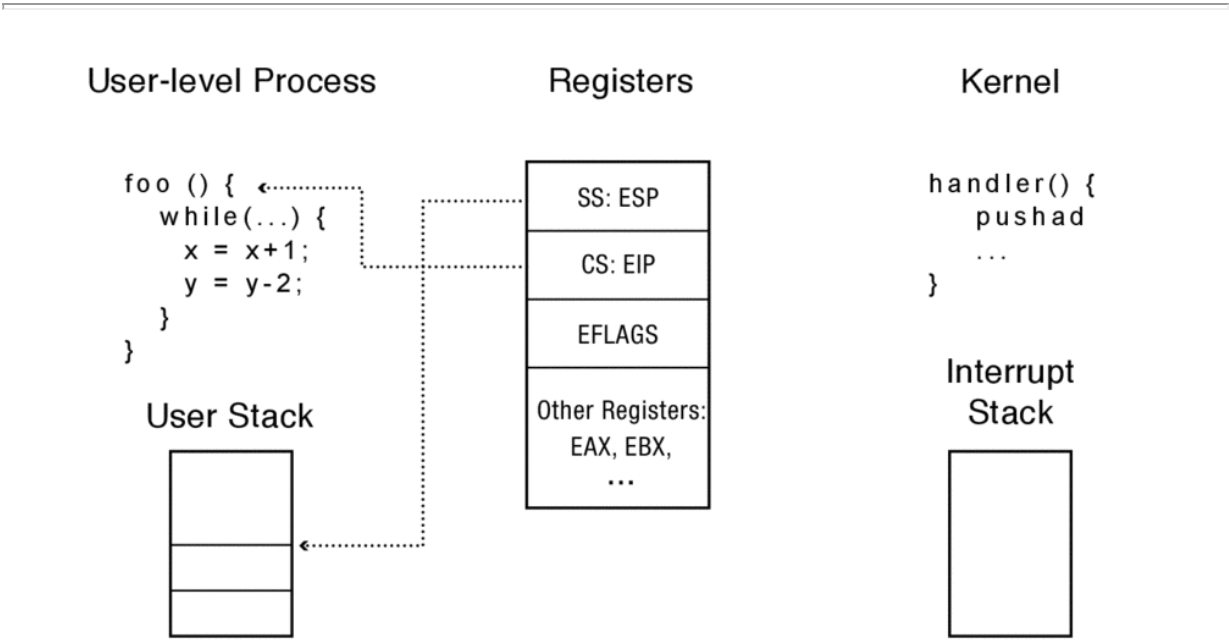 User-level Process
Registers
Kernel
foo () {
while(...) {
x = x+1;
y = y-2;
}
}
SS: ESP
CS: EIP
EFLAGS
Other Registers:
EAX, EBX,
...
handler() {
pushad
...
}
User Stack
Interrupt
Stack